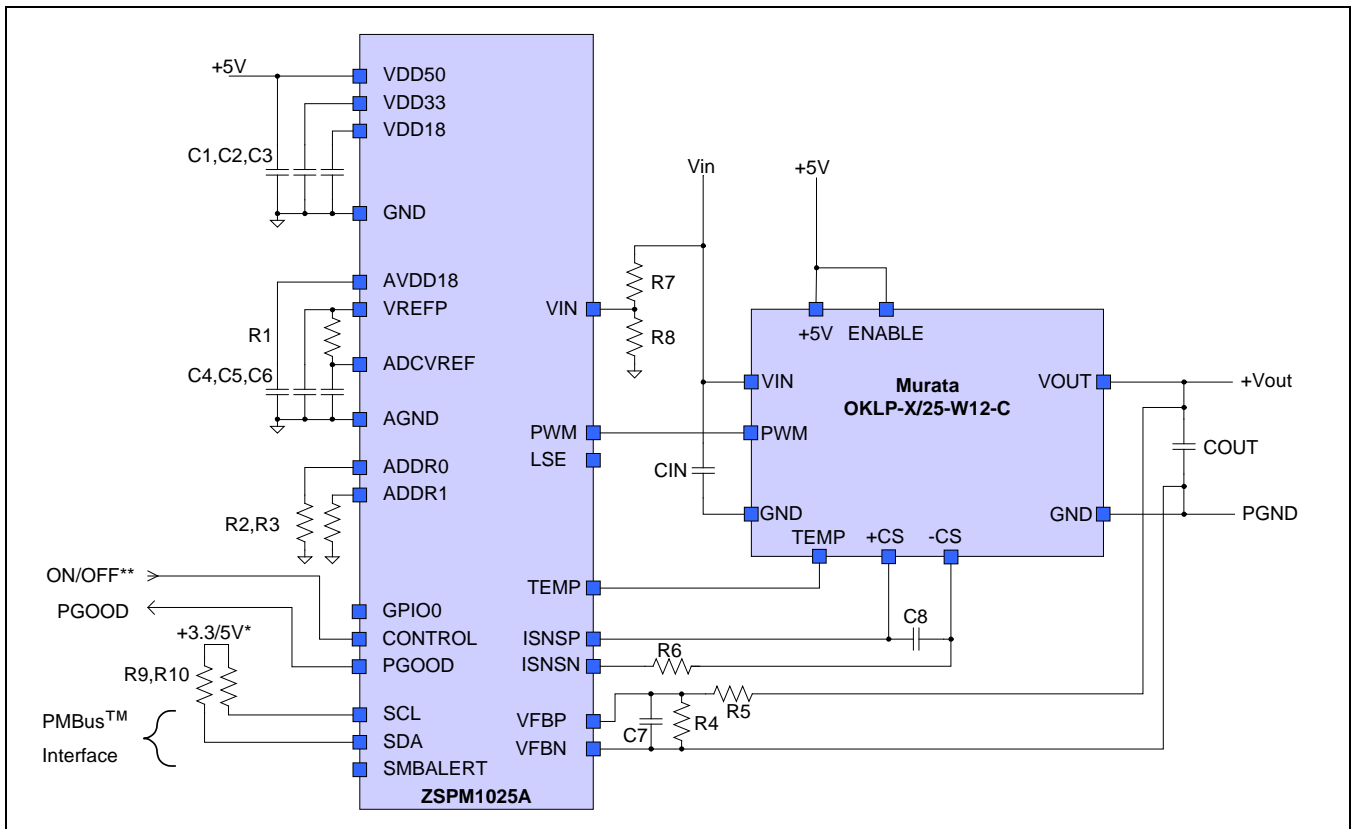 +5V
VDD50
VDD33
VDD18
C1,C2,C3
GND
AVDD18
VREFP
R1
ADCVREF
C4,C5,C6
AGND
ADDR0
ADDR1
R2,R3
ON/OFF**
PGOOD
GPIO0
CONTROL
PGOOD
+3.3/5V*
R9,R10
SCL
SDA
SMBALERT
PMBus™
Interface
ZSPM1025A
VIN
PWM
LSE
TEMP
ISNSP
ISNSN
VFBP
VFBN
R7
R8
Vin
+5V
CIN
+5V
ENABLE
VIN
Murata
OKLP-X/25-W12-C
VOUT
PWM
GND
GND
TEMP
+CS
-CS
+Vout
COUT
PGND
C8
R6
R5
C7
R4